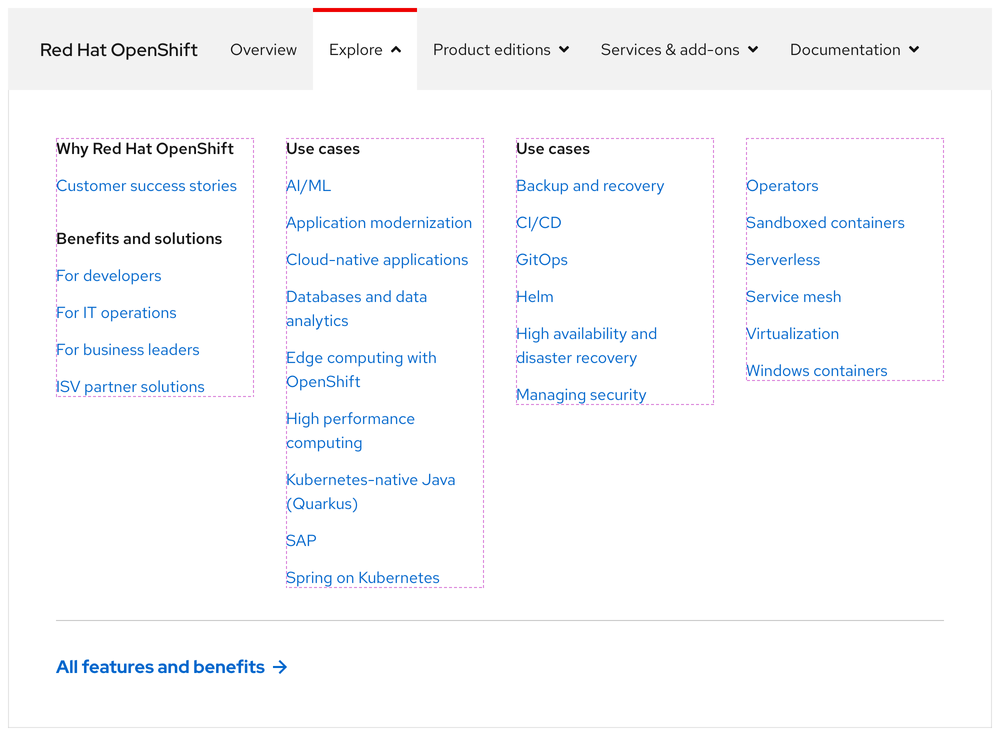 Red Hat OpenShift
Overview
Explore
Product editions
Services & add-ons
Documentation
Why Red Hat OpenShift
Customer success stories
Benefits and solutions
For developers
For IT operations
For business leaders
ISV partner solutions
Use cases
AI/ML
Application modernization
Cloud-native applications
Databases and data
analytics
Edge computing with
OpenShift
High performance
computing
Kubernetes-native Java
(Quarkus)
SAP
Spring on Kubernetes
Use cases
Backup and recovery
CI/CD
GitOps
Helm
High availability and
disaster recovery
Managing security
Operators
Sandboxed containers
Serverless
Service mesh
Virtualization
Windows containers
All features and benefits